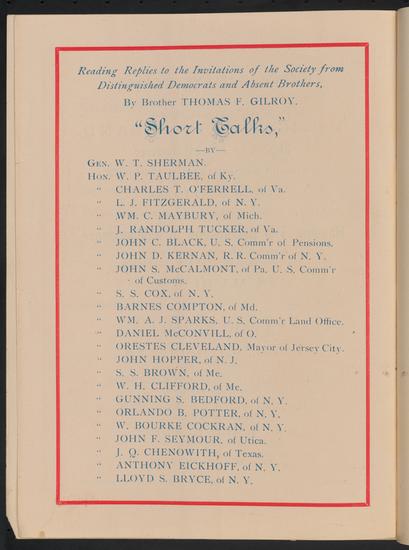 Reading Replies to the Invitations of the Society from
Distinguished Democrats and Absent Brothers,
By Brother THOMAS F. GILROY.
"Short Talks,"
—BY—
Gen. W. T. SHERMAN.
Hon. W. P. TAULBEE, of Ky.
" CHARLES T. O'FERRELL, of Va.
" L. J. FITZGERALD, of N. Y.
" WM. C. MAYBURY, of Mich.
" J. RANDOLPH TUCKER, of Va.
" JOHN C. BLACK, U. S. Comm'r of Pensions.
" JOHN D. KERNAN, R. R. Comm'r of N. Y.
" JOHN S. McCALMONT, of Pa. U. S. Comm'r
of Customs.
" S. S. COX, of N. Y.
" BARNES COMPTON, of Md.
" WM. A. J. SPARKS, U. S. Comm'r Land Office.
" DANIEL McCONVILL, of O.
" ORESTES CLEVELAND, Mayor of Jersey City.
" JOHN HOPPER, of N. J.
" S. S. BROWN, of Me.
" W. H. CLIFFORD, of Me.
" GUNNING S. BEDFORD, of N. Y.
" ORLANDO B. POTTER, of N. Y.
" W. BOURKE COCKRAN, of N. Y.
" JOHN F. SEYMOUR, of Utica.
" J. Q. CHENOWITH, of Texas.
" ANTHONY EICKHOFF, of N. Y.
" LLOYD S. BRYCE, of N. Y.